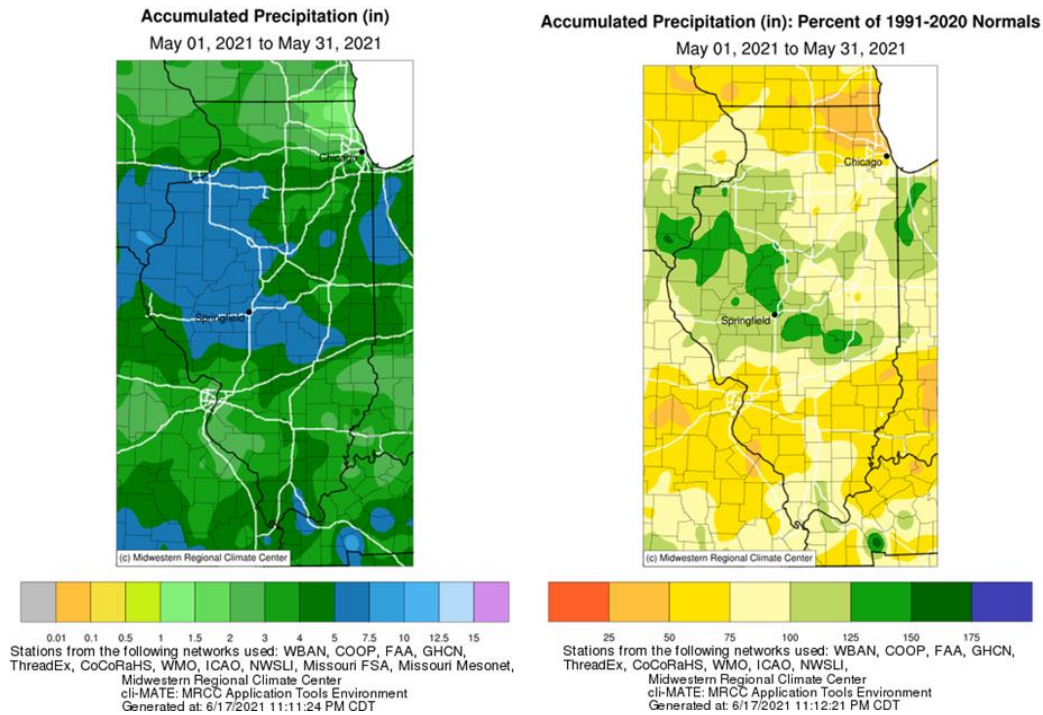 Accumulated Precipitation (in)
May 01, 2021 to May 31, 2021
Chicago
Springfield
(c) Midwestern Regional Climate Center
0.01 0.1 0.5 1 1.5 2 3 4 5 7.5 10 12.5 15
Stations from the following networks used: WBAN, COOP, FAA, GHCN,
ThreadEx, CoCoRaHS, WMO, ICAO, NWSLI, Missouri FSA, Missouri Mesonet,
Midwestern Regional Climate Center
cli-MATE: MRCC Application Tools Environment
Generated at: 6/17/2021 11:11:24 PM CDT
Accumulated Precipitation (in): Percent of 1991-2020 Normals
May 01, 2021 to May 31, 2021
Chicago
Springfield
(c) Midwestern Regional Climate Center
25 50 75 100 125 150 175
Stations from the following networks used: WBAN, COOP, FAA, GHCN,
ThreadEx, CoCoRaHS, WMO, ICAO, NWSLI,
Midwestern Regional Climate Center
cli-MATE: MRCC Application Tools Environment
Generated at: 6/17/2021 11:12:21 PM CDT